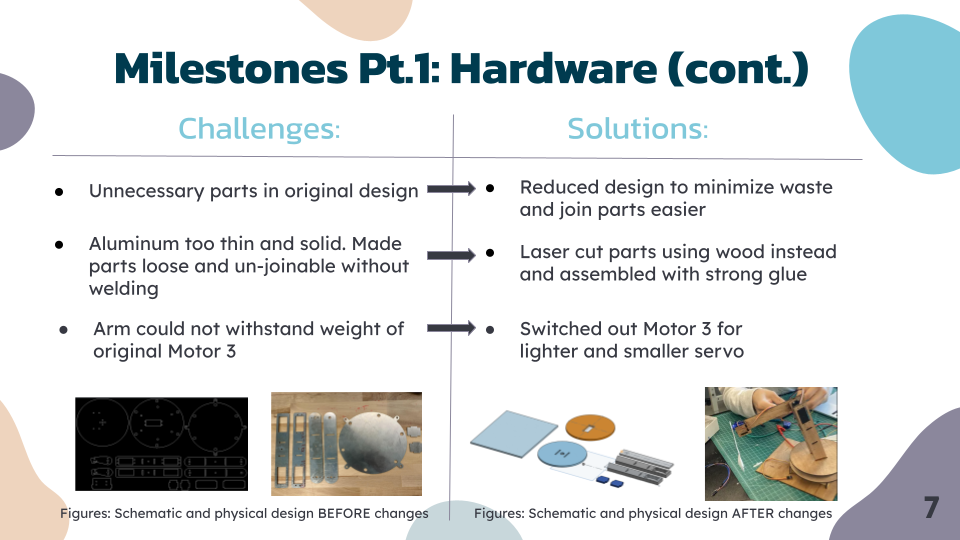 Milestones Pt.1: Hardware (cont.)
Challenges:
● Unnecessary parts in original design
● Aluminum too thin and solid. Made
parts loose and un-joinable without
welding
● Arm could not withstand weight of
original Motor 3
Figures: Schematic and physical design BEFORE changes
Solutions:
● Reduced design to minimize waste
and join parts easier
● Laser cut parts using wood instead
and assembled with strong glue
● Switched out Motor 3 for
lighter and smaller servo
Figures: Schematic and physical design AFTER changes
7